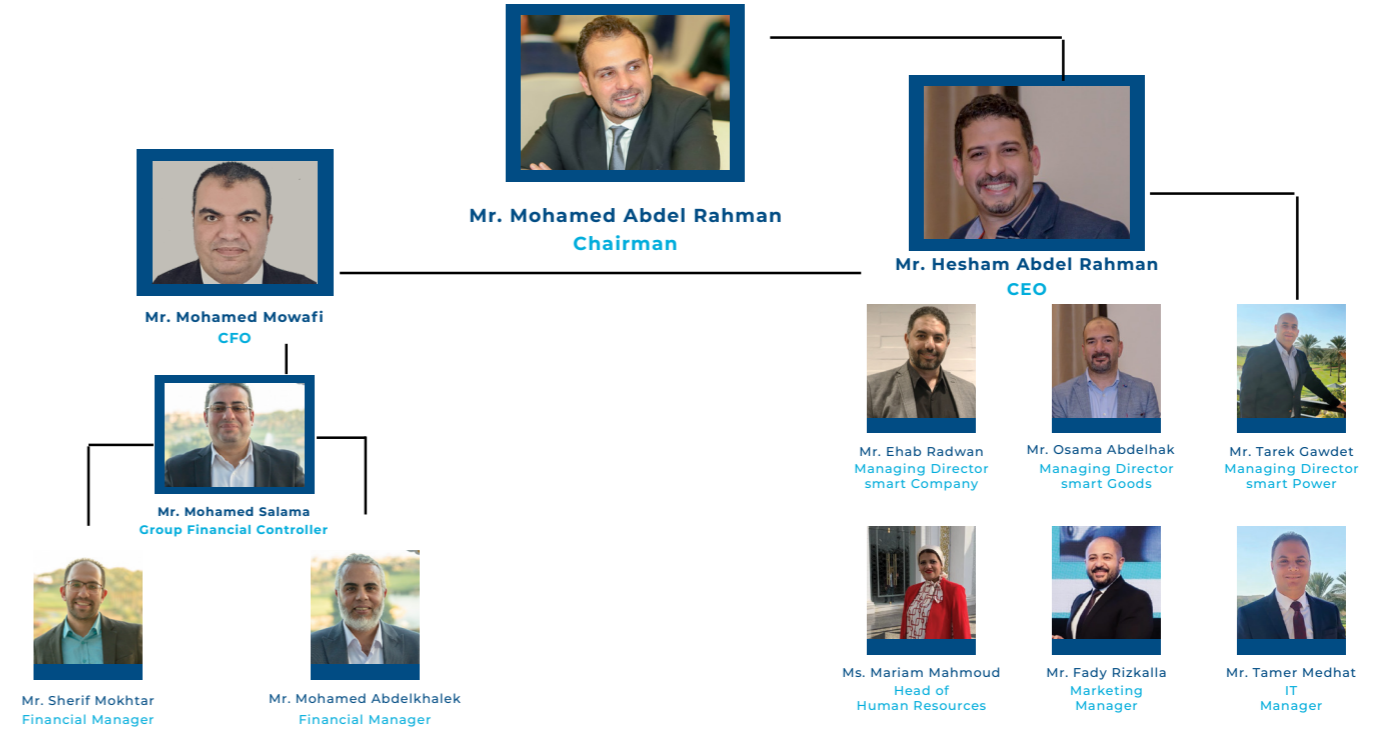 Mr. Mohamed Abdel Rahman
Chairman
Mr. Hesham Abdel Rahman
CEO
Mr. Mohamed Mowafi
CFO
Mr. Mohamed Salama
Group Financial Controller
Mr. Sherif Mokhtar
Financial Manager
Mr. Mohamed Abdelkhalek
Financial Manager
Mr. Ehab Radwan
Managing Director
smart Company
Mr. Osama Abdelhak
Managing Director
smart Goods
Mr. Tarek Gawdet
Managing Director
smart Power
Ms. Mariam Mahmoud
Head of
Human Resources
Mr. Fady Rizkalla
Marketing
Manager
Mr. Tamer Medhat
IT
Manager